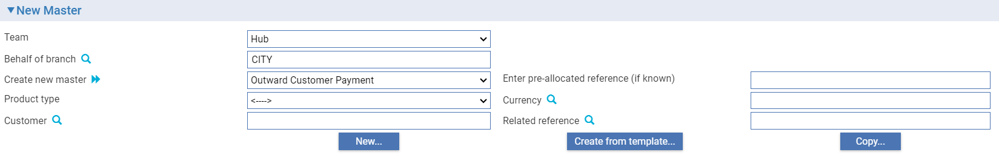 New Master
Team Hub
Behalf of branch CITY
Create new master Outward Customer Payment Enter pre-allocated reference (if known)
Product type <----> Currency
Customer Related reference
New... Create from template... Copy...